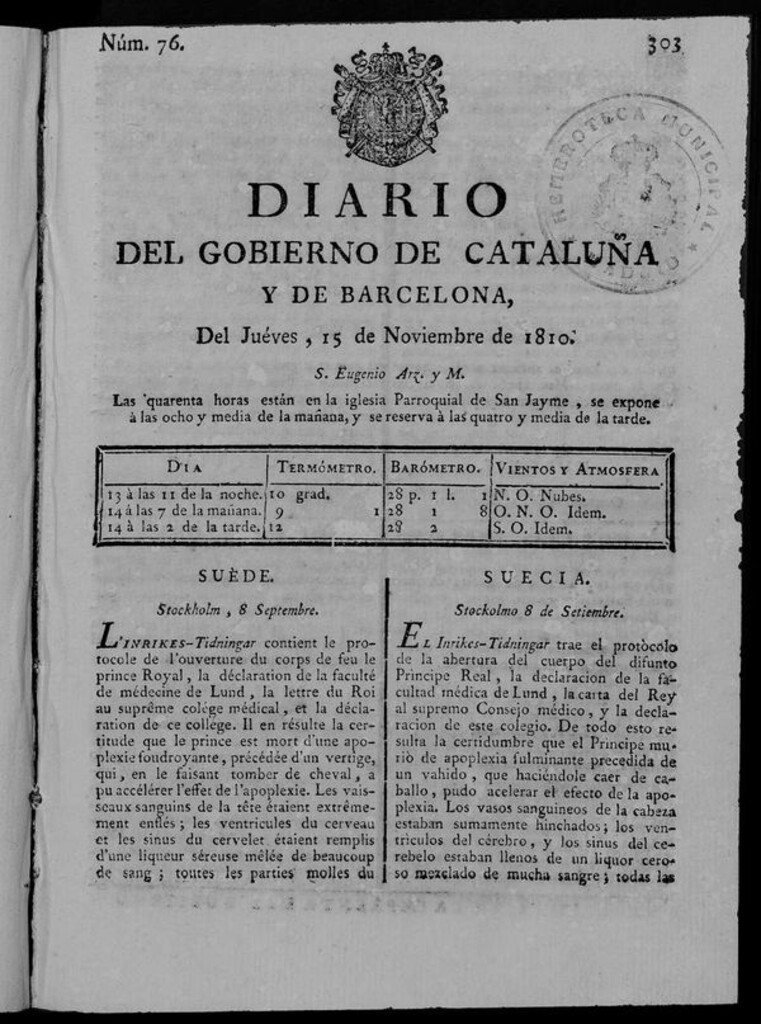 Núm. 76.
303
HEMEROTECA MUNICIPAL
DIARIO
DEL GOBIERNO DE CATALUÑA
Y DE BARCELONA,
Del Juéves, 15 de Noviembre de 1810.
S. Eugenio Arz. y M.
Las quarenta horas están en la iglesia Parroquial de San Jayme, se expone
á las ocho y media de la mañana, y se reserva á las quatro y media de la tarde.
DIA TERMÓMETRO. BARÓMETRO. VIENTOS Y ATMOSFERA
13 à las 11 de la noche. 10 grad. 28 p. 1 l. 1 N. O. Nubes.
14 á las 7 de la mañana. 9 1 28 1 8 O. N. O. Idem.
14 à las 2 de la tarde. 12 28 2 S. O. Idem.
SUÈDE.
Stockholm, 8 Septembre.
L'INRIKES-Tidningar contient le pro-
tocole de l'ouverture du corps de feu le
prince Royal, la déclaration de la faculté
de médecine de Lund, la lettre du Roi
au suprême colége médical, et la décla-
ration de ce collège. Il en résulte la cer-
titude que le prince est mort d'une apo-
plexie foudroyante, précédée d'un vertige,
qui, en le faisant tomber de cheval, a
pu accélérer l'effet de l'apoplexie. Les vais-
seaux sanguins de la tête étaient extrême-
ment enflés; les ventricules du cerveau
et les sinus du cervelet étaient remplis
d'une liqueur séreuse mêlée de beaucoup
de sang; toutes les parties molles du
SUECIA.
Stockolmo 8 de Setiembre.
EL Inrikes-Tidningar trae el protòcolo
de la abertura del cuerpo del difunto
Principe Real, la declaracion de la fa-
cultad médica de Lund, la carta del Rey
al supremo Consejo médico, y la decla-
racion de este colegio. De todo esto re-
sulta la certidumbre que el Principe mu-
riò de apoplexia fulminante precedida de
un vahido, que haciéndole caer de ca-
ballo, pudo acelerar el efecto de la apo-
plexia. Los vasos sanguineos de la cabeza
estaban sumamente hinchados; los ven-
triculos del cérebro, y los sinus del ce-
rebelo estaban llenos de un liquor cero-
so mezclado de mucha sangre; todas las